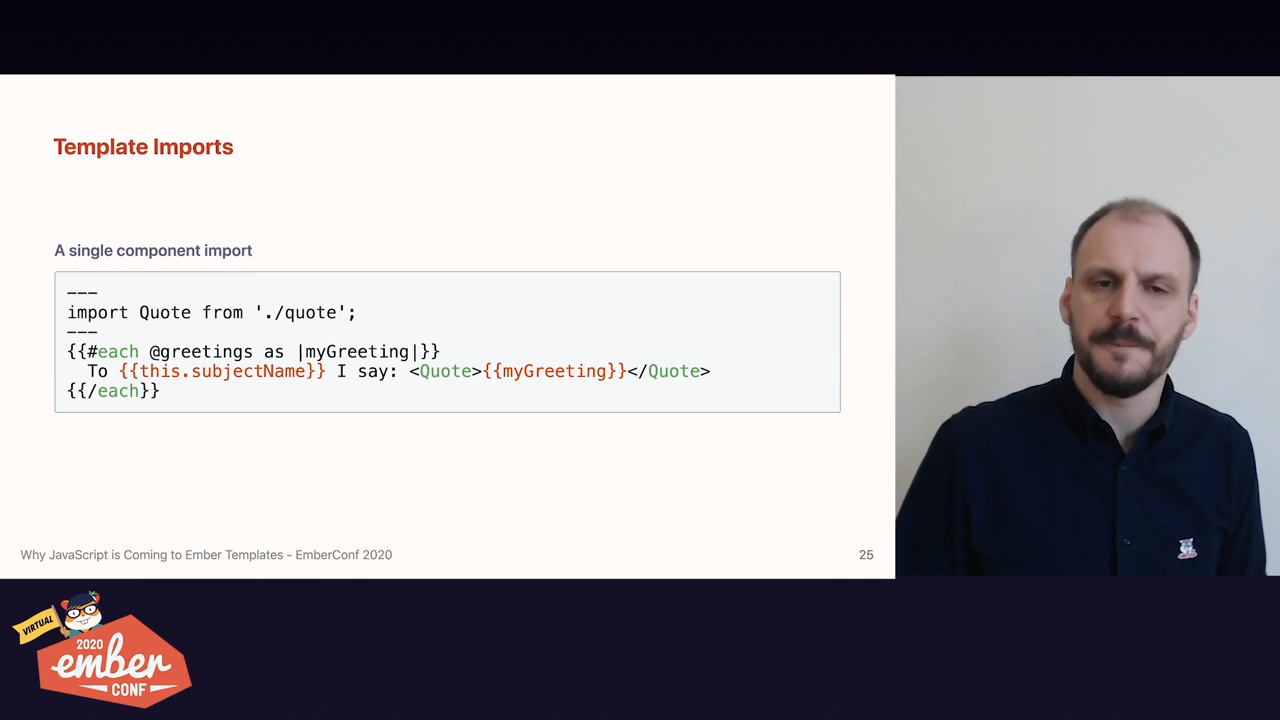 Template Imports
A single component import
---
import Quote from './quote';
---
{{#each @greetings as |myGreeting|}}
  To {{this.subjectName}} I say: <Quote>{{myGreeting}}</Quote>
{{/each}}
Why JavaScript is Coming to Ember Templates - EmberConf 2020
25
VIRTUAL
2020
ember
CONF